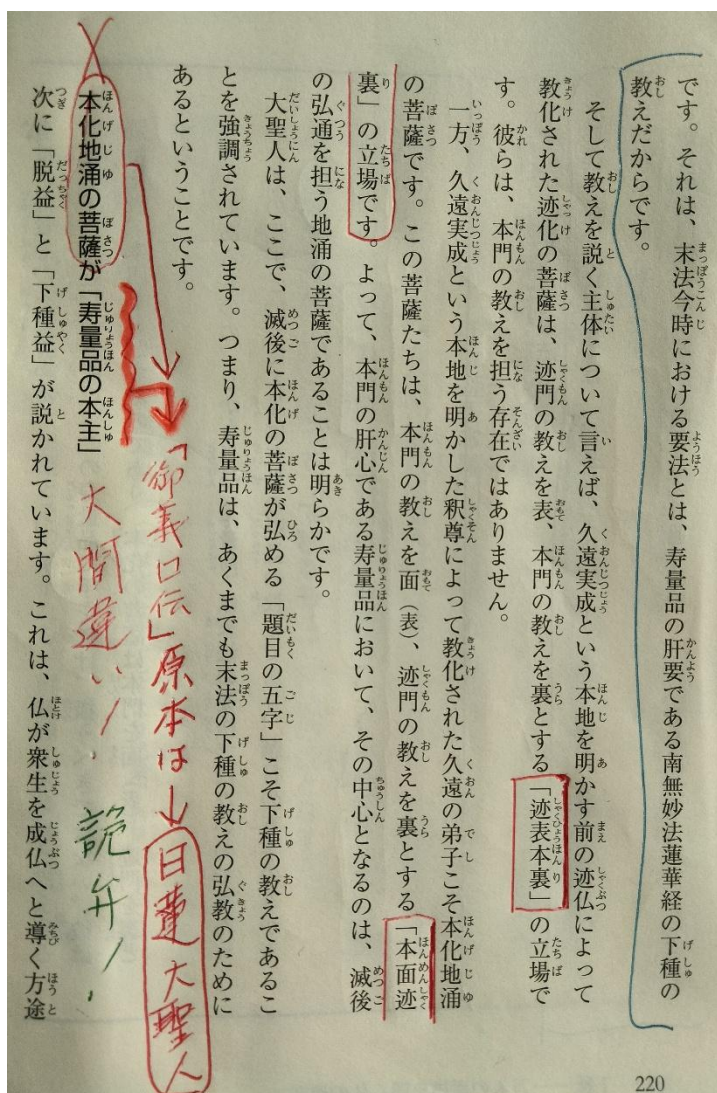 です。それは、末法今時における要法とは、寿量品の肝要である南無妙法蓮華経の下種の
教えだからです。
そして教えを説く主体について言えば、久遠実成という本地を明かす前の迹仏によって
教化された迹化の菩薩は、迹門の教えを表、本門の教えを裏とする「迹表本裏」の立場で
す。彼らは、本門の教えを担う存在ではありません。
一方、久遠実成という本地を明かした釈尊によって教化された久遠の弟子こそ本化地涌
の菩薩です。この菩薩たちは、本門の教えを面（表）、迹門の教えを裏とする「本面迹
裏」の立場です。よって、本門の肝心である寿量品において、その中心となるのは、滅後
の弘通を担う地涌の菩薩であることは明らかです。
大聖人は、ここで、滅後に本化の菩薩が弘める「題目の五字」こそ下種の教えであるこ
とを強調されています。つまり、寿量品は、あくまでも末法の下種の教えの弘教のために
あるということです。
「御義口伝」原本は→日蓮大聖人
大間違い！詭弁！
本化地涌の菩薩が「寿量品の本主」
次に「脱益」と「下種益」が説かれています。これは、仏が衆生を成仏へと導く方途
220